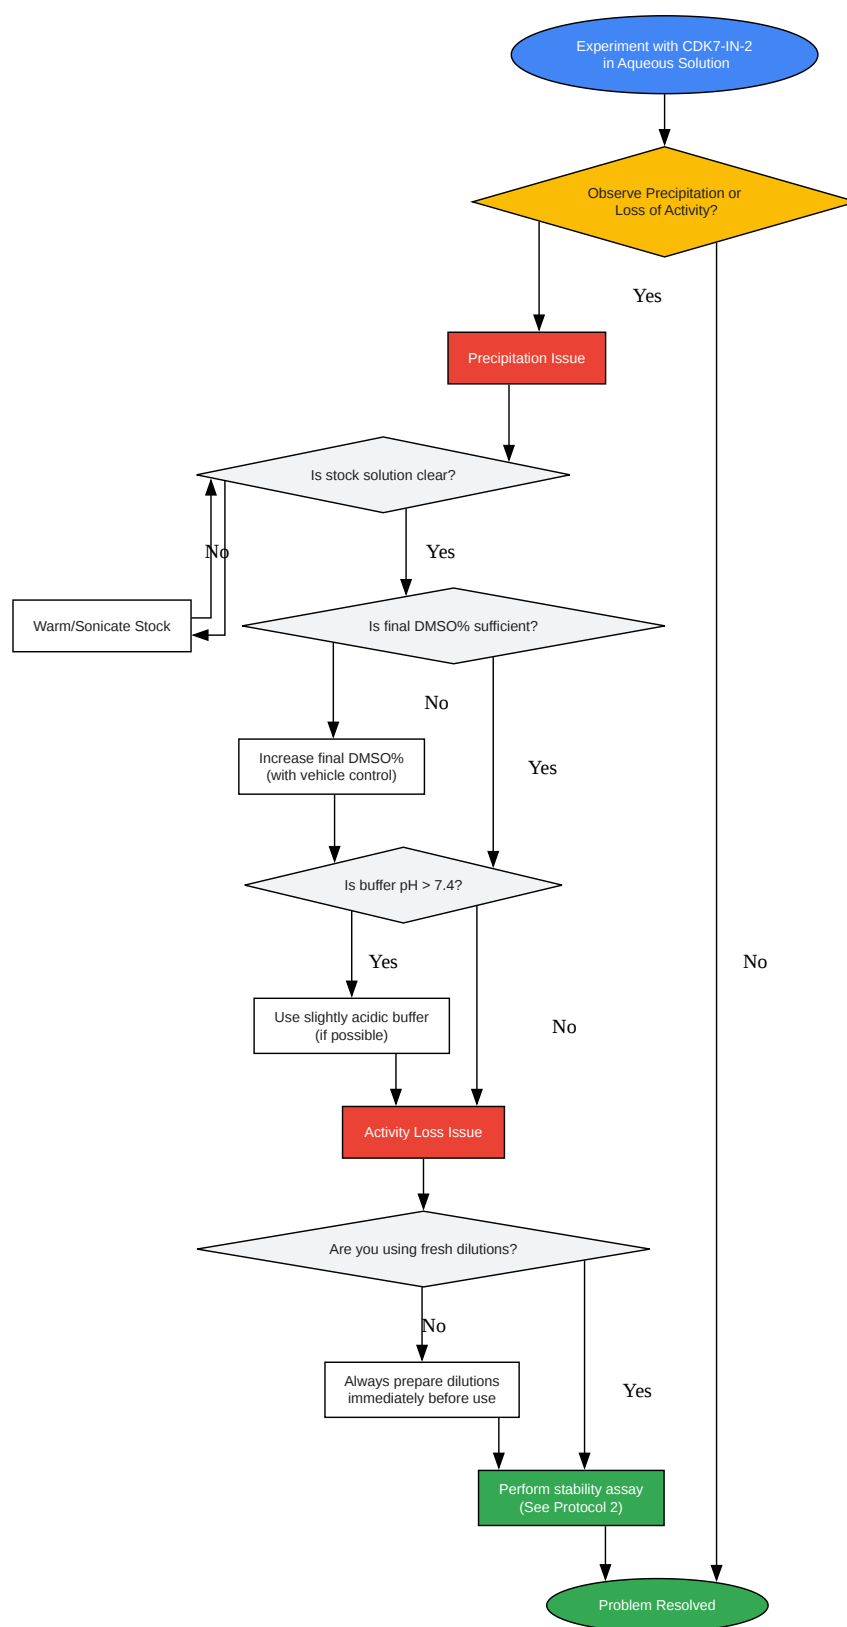 Experiment with CDK7-IN-2
in Aqueous Solution
Observe Precipitation or
Loss of Activity?
Yes
Precipitation Issue
Is stock solution clear?
No
Yes
Warm/Sonicate Stock
Is final DMSO% sufficient?
No
Increase final DMSO%
(with vehicle control)
Yes
Is buffer pH > 7.4?
Yes
No
Use slightly acidic buffer
(if possible)
No
Activity Loss Issue
Are you using fresh dilutions?
No
Always prepare dilutions
immediately before use
Yes
Perform stability assay
(See Protocol 2)
Problem Resolved